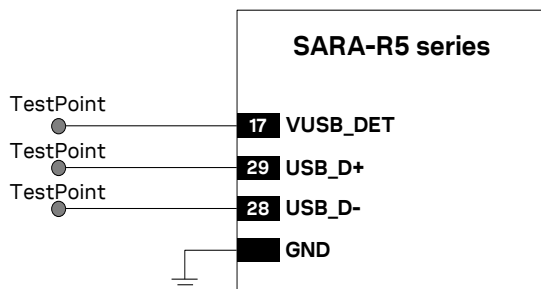 SARA-R5 series
TestPoint
17 VUSB_DET
TestPoint
29 USB_D+
TestPoint
28 USB_D-
GND